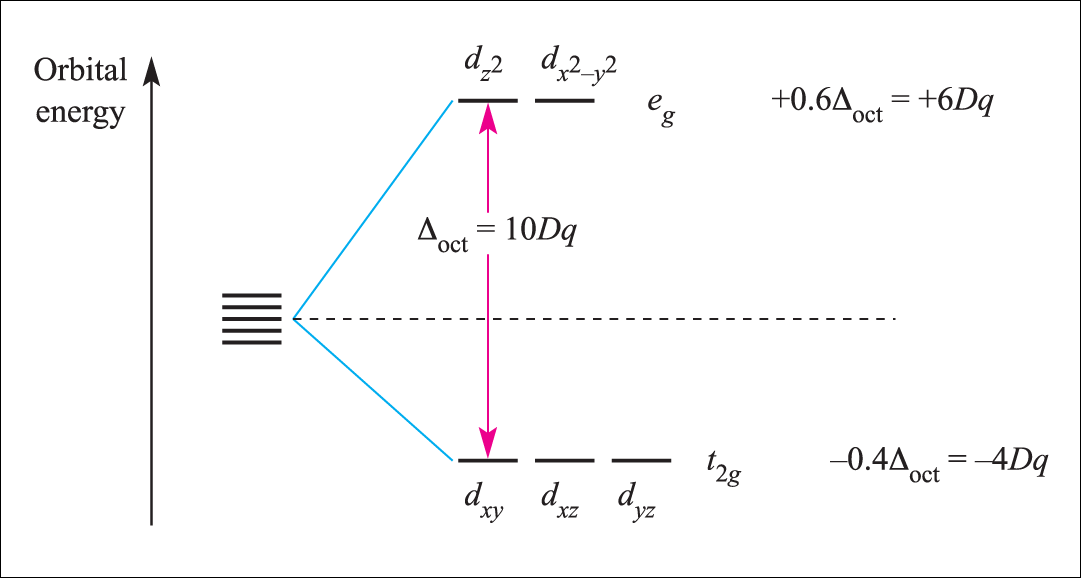 Orbital
energy
d_z² d_x²–y²
e_g +0.6Δ_oct = +6Dq
Δ_oct = 10Dq
t_2g –0.4Δ_oct = –4Dq
d_xy d_xz d_yz